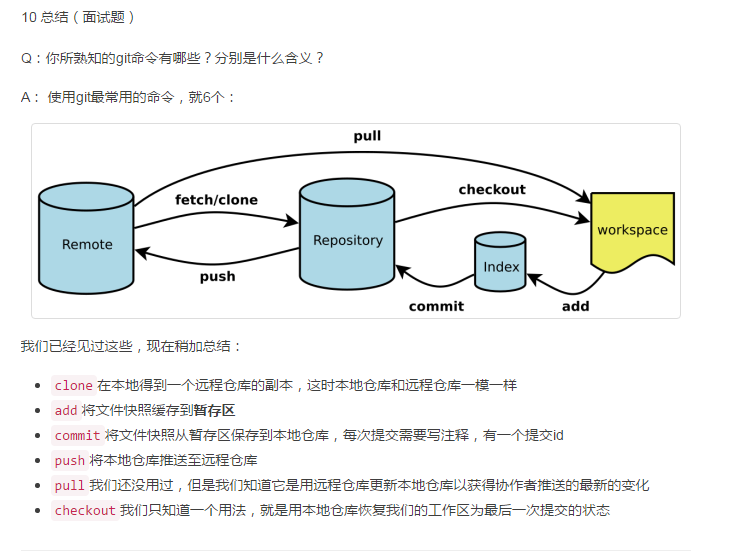 10 总结（面试题）
Q：你所熟知的git命令有哪些？分别是什么含义？
A： 使用git最常用的命令，就6个：
pull
fetch/clone
checkout
Remote
Repository
workspace
Index
push
commit
add
我们已经见过这些，现在稍加总结：
clone 在本地得到一个远程仓库的副本，这时本地仓库和远程仓库一模一样
add 将文件快照缓存到暂存区
commit 将文件快照从暂存区保存到本地仓库，每次提交需要写注释，有一个提交id
push 将本地仓库推送至远程仓库
pull 我们还没用过，但是我们知道它是用远程仓库更新本地仓库以获得协作者推送的最新的变化
checkout 我们只知道一个用法，就是用本地仓库恢复我们的工作区为最后一次提交的状态